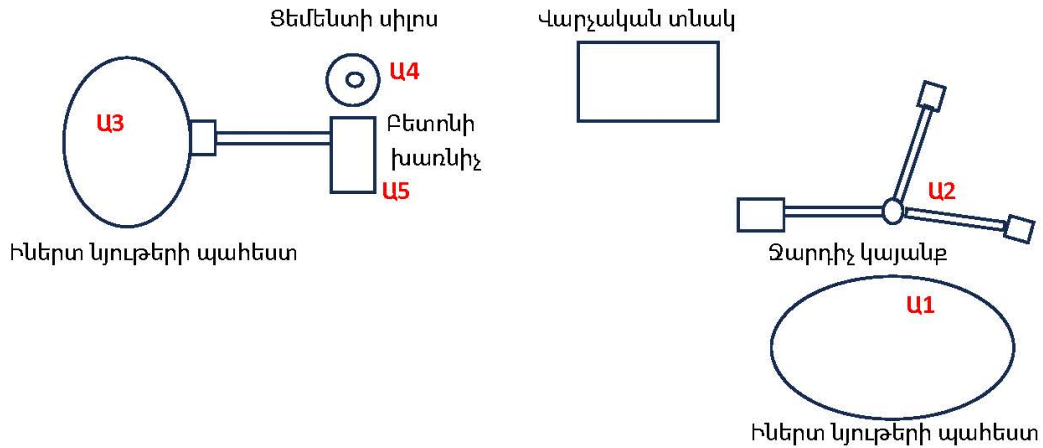 Ցեմենտի սիլոս
Վարչական տնակ
Ա4
Ա3
Բետոնի
խառնիչ
Ա5
Ա2
Իներտ նյութերի պահեստ
Ջարդիչ կայանք
Ա1
Իներտ նյութերի պահեստ